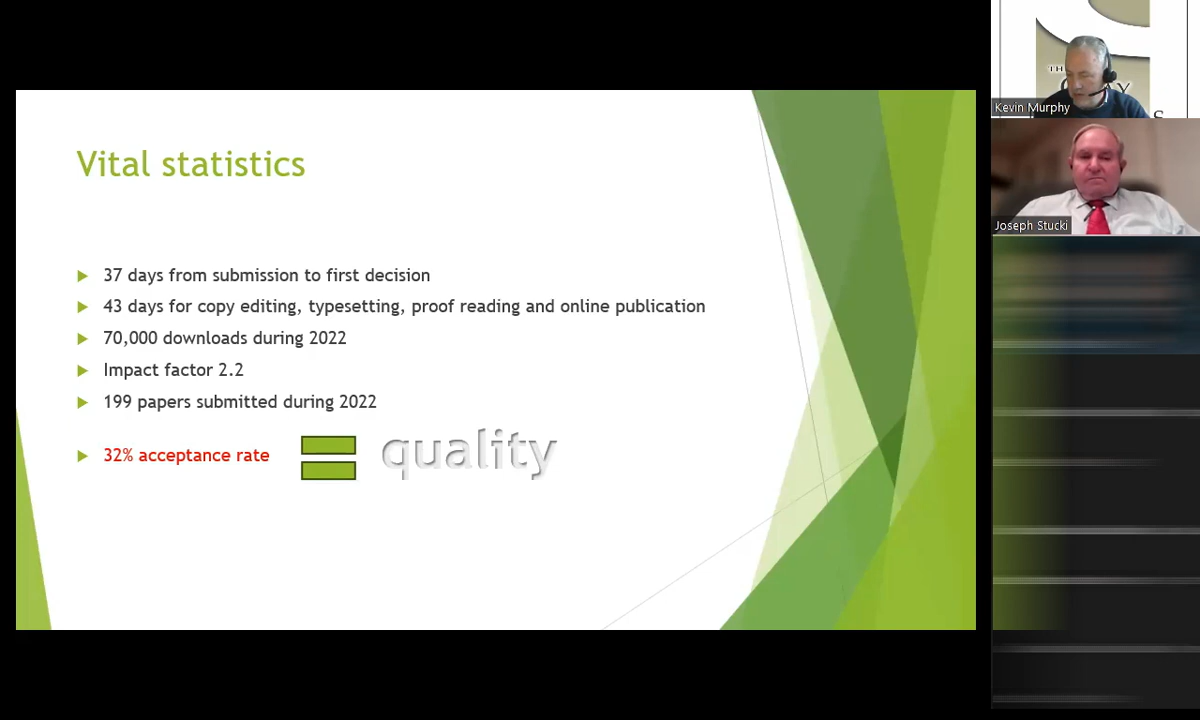 Vital statistics
37 days from submission to first decision
43 days for copy editing, typesetting, proof reading and online publication
70,000 downloads during 2022
Impact factor 2.2
199 papers submitted during 2022
32% acceptance rate
quality
Kevin Murphy
Joseph Stucki